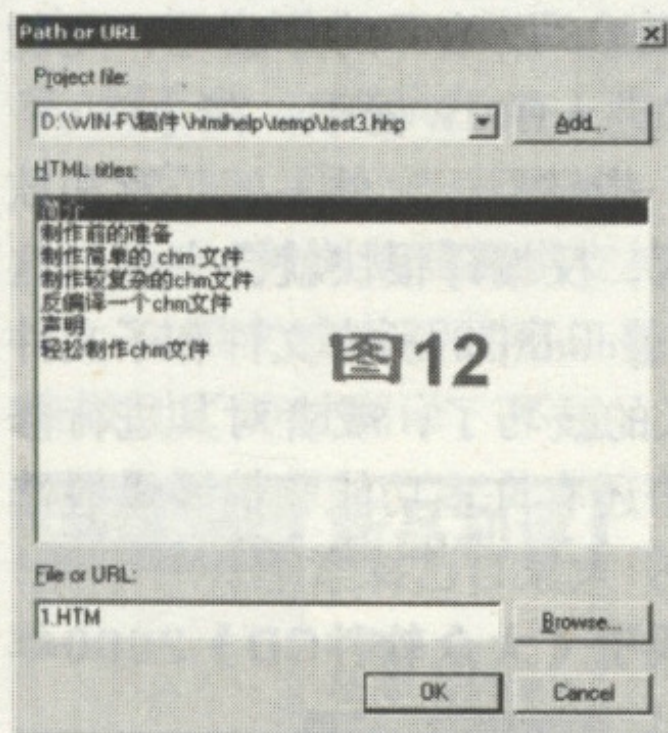 Path or URL
Project file:
D:\WIN-F\稿件\htmlhelp\temp\test3.hhp
Add...
HTML titles:
简介
制作前的准备
制作简单的 chm 文件
制作较复杂的chm文件
反编译一个chm文件
声明
轻松制作chm文件
图12
File or URL:
1.HTM
Browse...
OK
Cancel